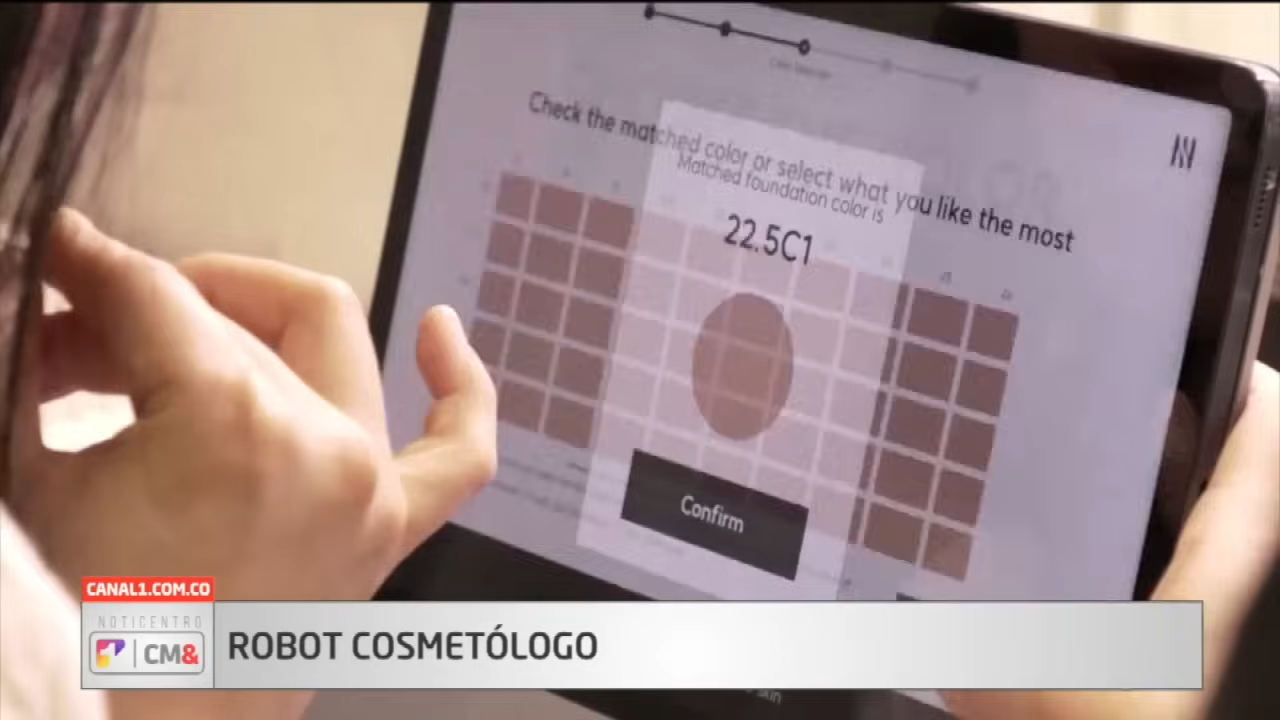 Check the matched color or select what you like the most
Matched foundation color is
22.5C1
Confirm
CANAL1.COM.CO
NOTICENTRO
CM&
ROBOT COSMETÓLOGO